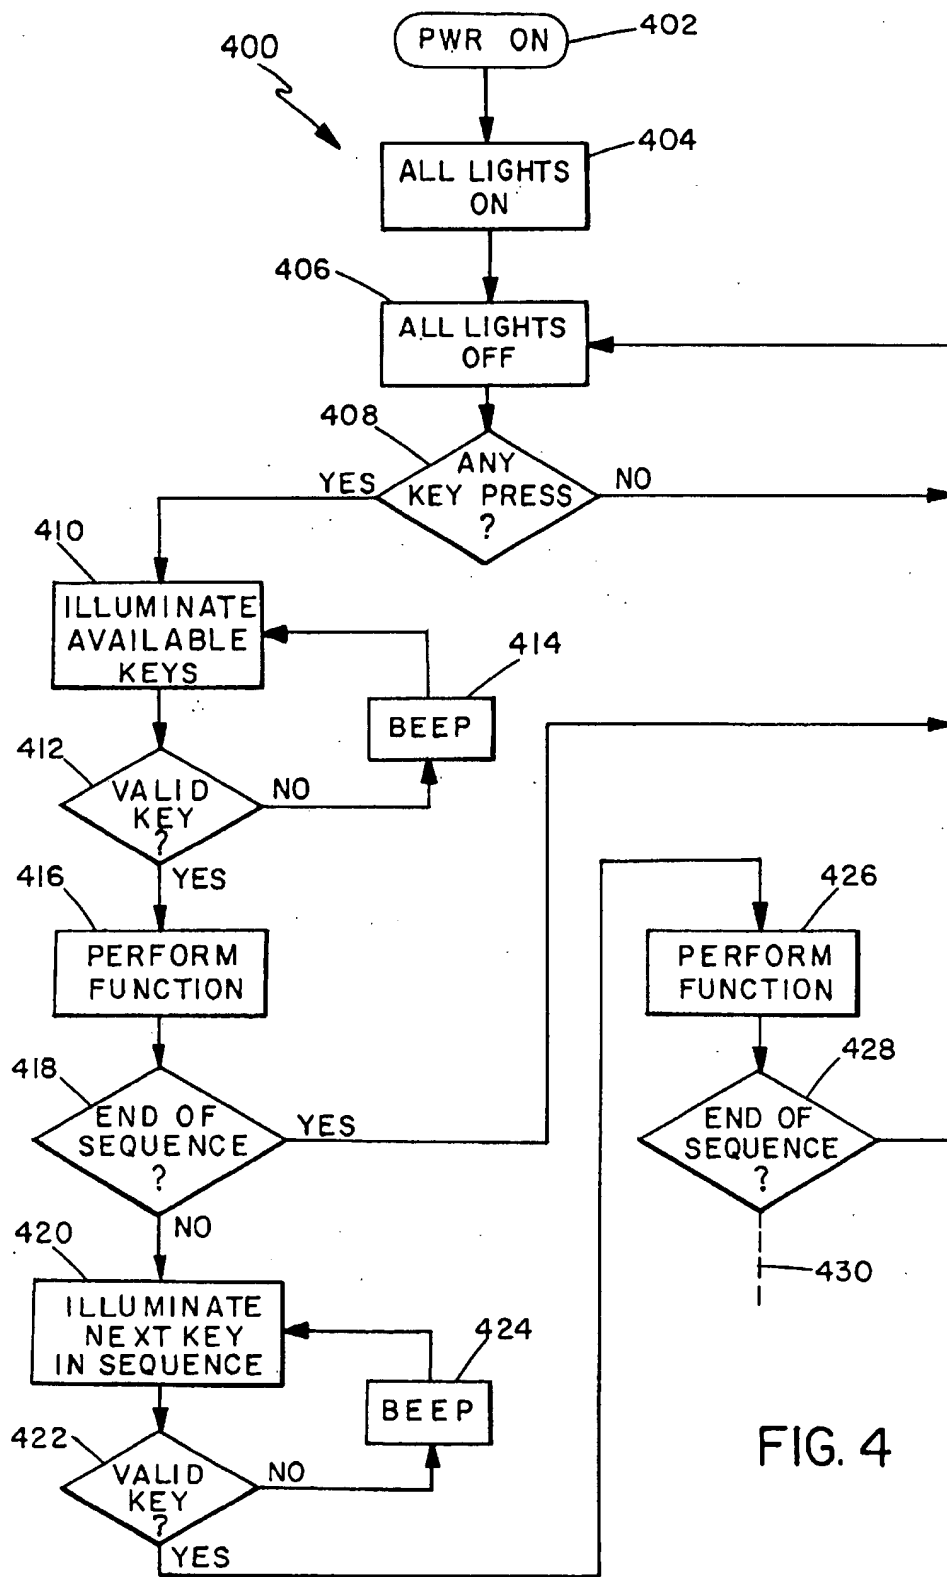 PWR ON
402
400
ALL LIGHTS
ON
404
406
ALL LIGHTS
OFF
408
ANY
KEY PRESS
?
YES
NO
410
ILLUMINATE
AVAILABLE
KEYS
414
BEEP
412
VALID
KEY
?
NO
YES
416
PERFORM
FUNCTION
426
PERFORM
FUNCTION
418
END OF
SEQUENCE
?
YES
NO
428
END OF
SEQUENCE
?
430
420
ILLUMINATE
NEXT KEY
IN SEQUENCE
424
BEEP
422
VALID
KEY
?
NO
YES
FIG. 4